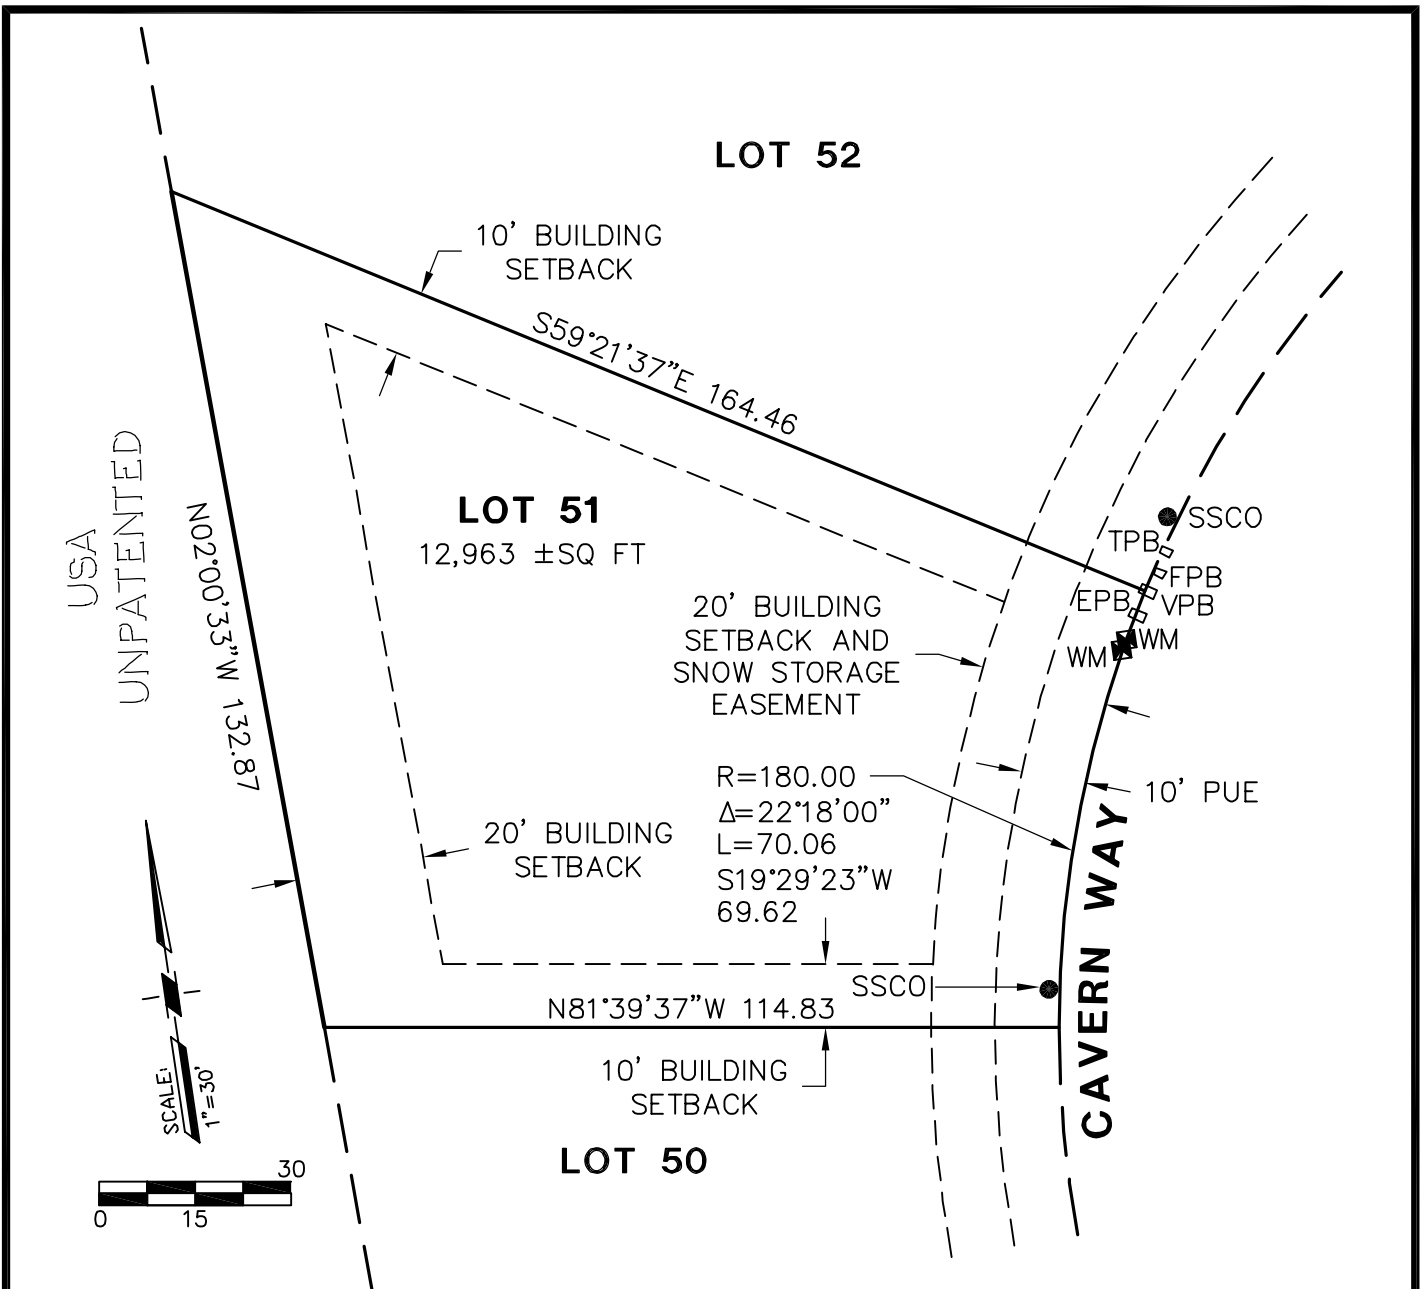 LOT 52
10' BUILDING
SETBACK
S59°21'37"E 164.46
LOT 51
12,963 ±SQ FT
USA
UNPATENTED
N02°00'33"W 132.87
SSCO
TPB
FPB
EPB
VPB
WM
WM
20' BUILDING
SETBACK AND
SNOW STORAGE
EASEMENT
R=180.00
Δ=22°18'00"
L=70.06
S19°29'23"W
69.62
10' PUE
20' BUILDING
SETBACK
CAVERN WAY
SSCO
N81°39'37"W 114.83
10' BUILDING
SETBACK
LOT 50
SCALE:
1"=30'
30
0 15